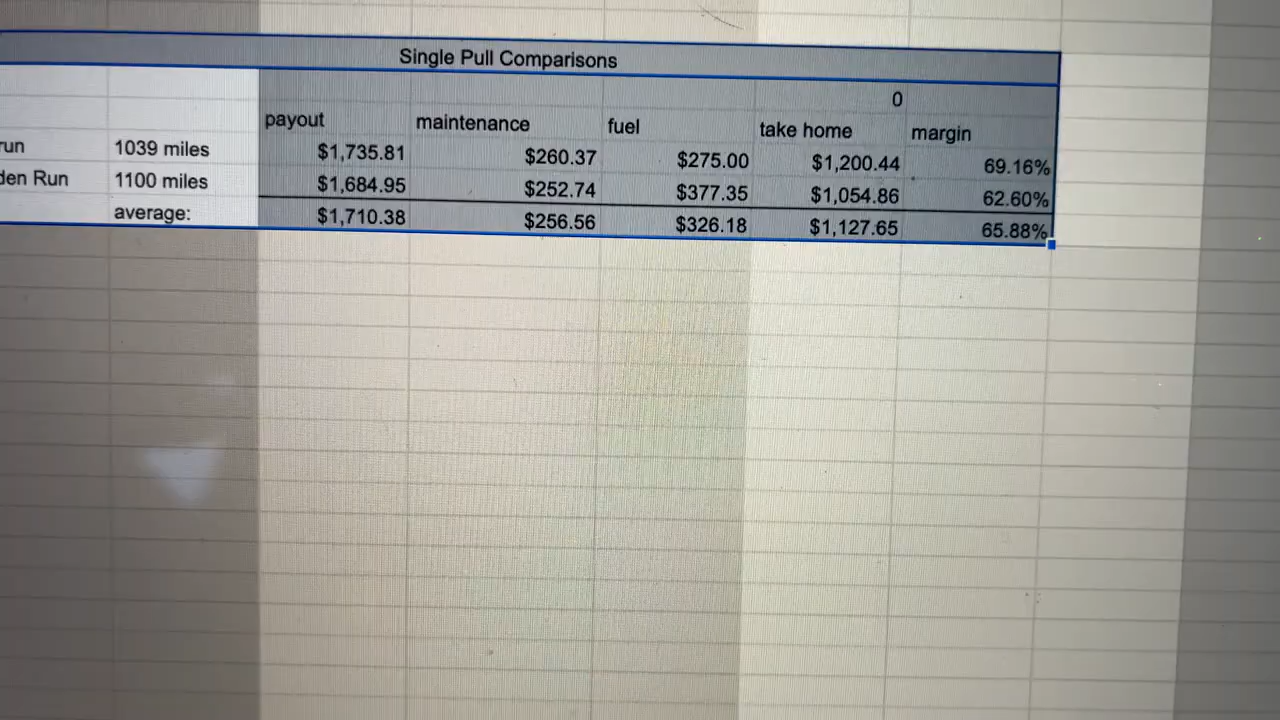 Single Pull Comparisons
0
payout maintenance fuel take home margin
run 1039 miles $1,735.81 $260.37 $275.00 $1,200.44 69.16%
den Run 1100 miles $1,684.95 $252.74 $377.35 $1,054.86 62.60%
average: $1,710.38 $256.56 $326.18 $1,127.65 65.88%